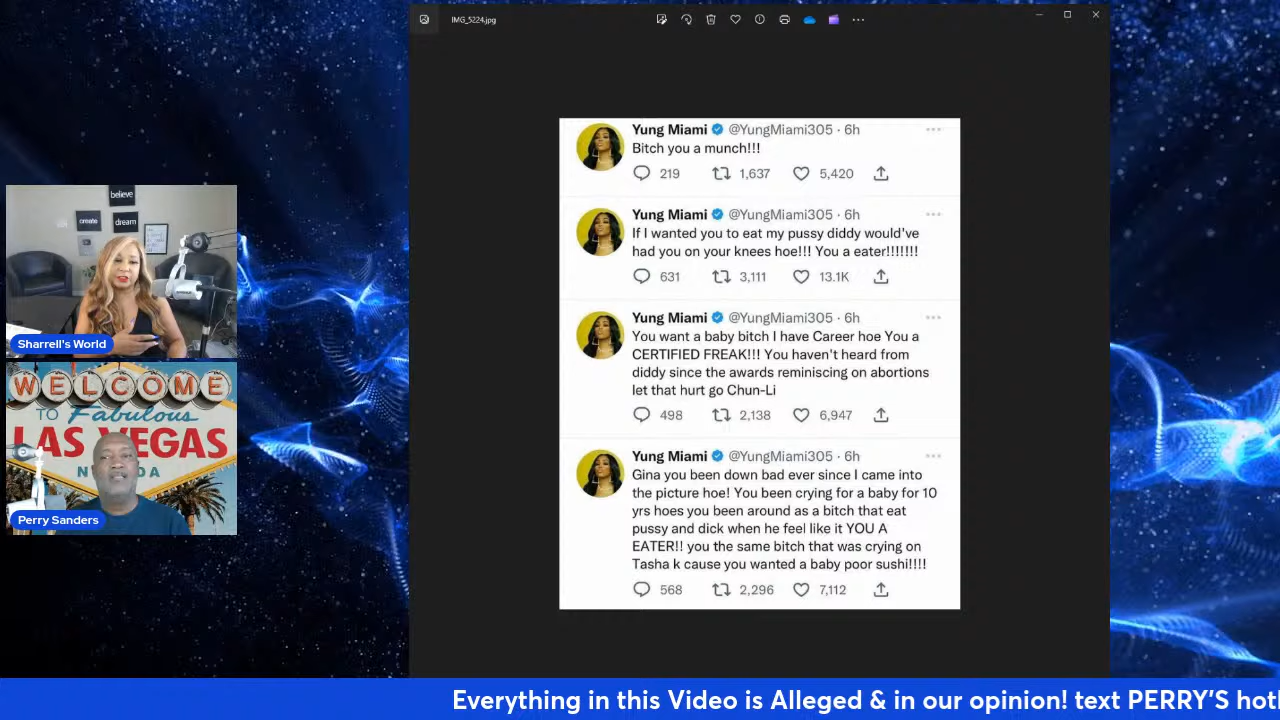 IMG_5224.jpg
believe
create
dream
Sharrell's World
WELCOME
TO Fabulous
LAS VEGAS
Perry Sanders
Yung Miami @YungMiami305 · 6h
Bitch you a munch!!!
219 1,637 5,420
Yung Miami @YungMiami305 · 6h
If I wanted you to eat my pussy diddy would've
had you on your knees hoe!!! You a eater!!!!!!!
631 3,111 13.1K
Yung Miami @YungMiami305 · 6h
You want a baby bitch I have Career hoe You a
CERTIFIED FREAK!!! You haven't heard from
diddy since the awards reminiscing on abortions
let that hurt go Chun-Li
498 2,138 6,947
Yung Miami @YungMiami305 · 6h
Gina you been down bad ever since I came into
the picture hoe! You been crying for a baby for 10
yrs hoes you been around as a bitch that eat
pussy and dick when he feel like it YOU A
EATER!! you the same bitch that was crying on
Tasha k cause you wanted a baby poor sushi!!!!
568 2,296 7,112
Everything in this Video is Alleged & in our opinion! text PERRY'S hotl